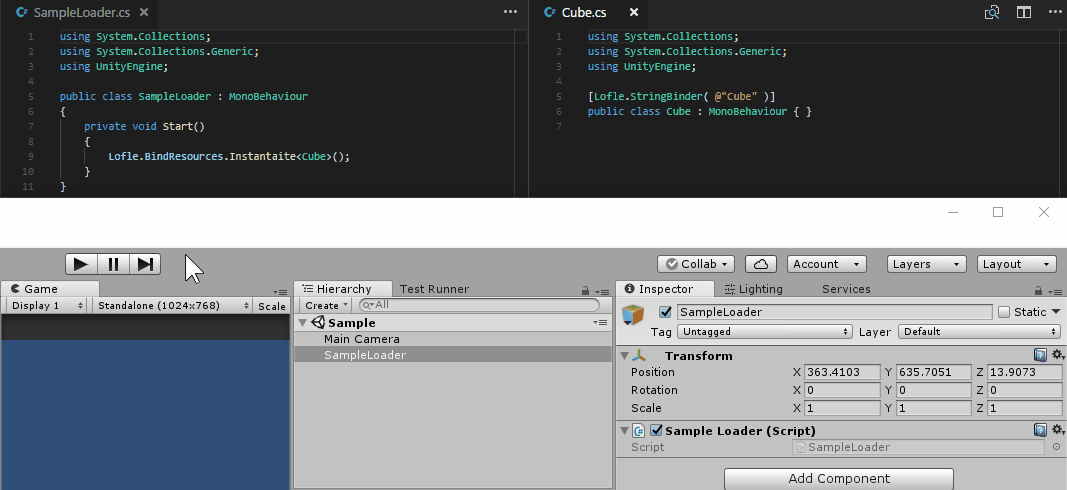 SampleLoader.cs
1 using System.Collections;
2 using System.Collections.Generic;
3 using UnityEngine;
4
5 public class SampleLoader : MonoBehaviour
6 {
7 private void Start()
8 {
9 Lofle.BindResources.Instantaite<Cube>();
10 }
11 }
Cube.cs
1 using System.Collections;
2 using System.Collections.Generic;
3 using UnityEngine;
4
5 [Lofle.StringBinder( @"Cube" )]
6 public class Cube : MonoBehaviour { }
7
Collab Account Layers Layout
Game
Display 1 Standalone (1024x768) Scale
Hierarchy Test Runner
Create All
Sample
Main Camera
SampleLoader
Inspector Lighting Services
SampleLoader Static
Tag Untagged Layer Default
Transform
Position X 363.4103 Y 635.7051 Z 13.9073
Rotation X 0 Y 0 Z 0
Scale X 1 Y 1 Z 1
Sample Loader (Script)
Script SampleLoader
Add Component